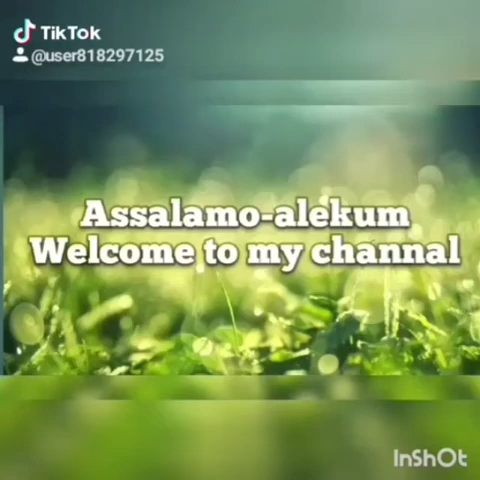 TikTok
@user818297125
Assalamo-alekum
Welcome to my channal
InShOt